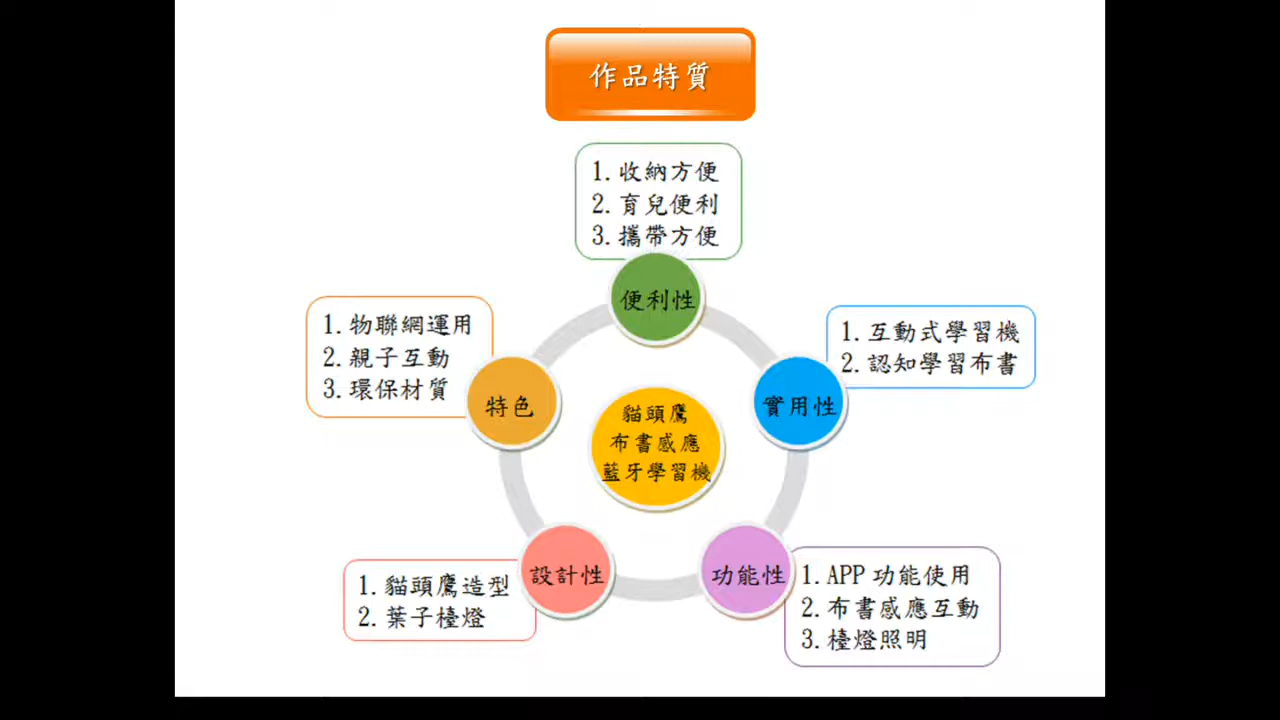 作品特質
1.收納方便
2.育兒便利
3.攜帶方便
便利性
1.物聯網運用
2.親子互動
3.環保材質
特色
1.互動式學習機
2.認知學習布書
實用性
貓頭鷹
布書感應
藍牙學習機
1.貓頭鷹造型
2.葉子檯燈
設計性
功能性
1.APP功能使用
2.布書感應互動
3.檯燈照明